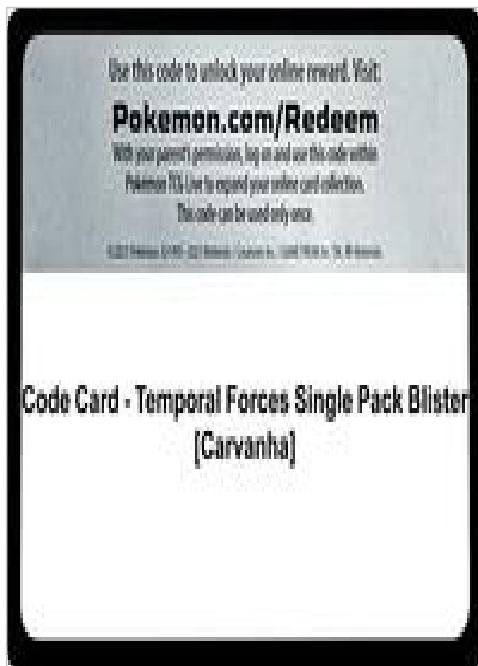 Use this code to unlock your online reward. Visit:
Pokemon.com/Redeem
With your parent's permission, log on and use this code within
Pokémon TCG Live to expand your online card collection.
This code can be used only once.
Code Card - Temporal Forces Single Pack Blister
[Carvanha]